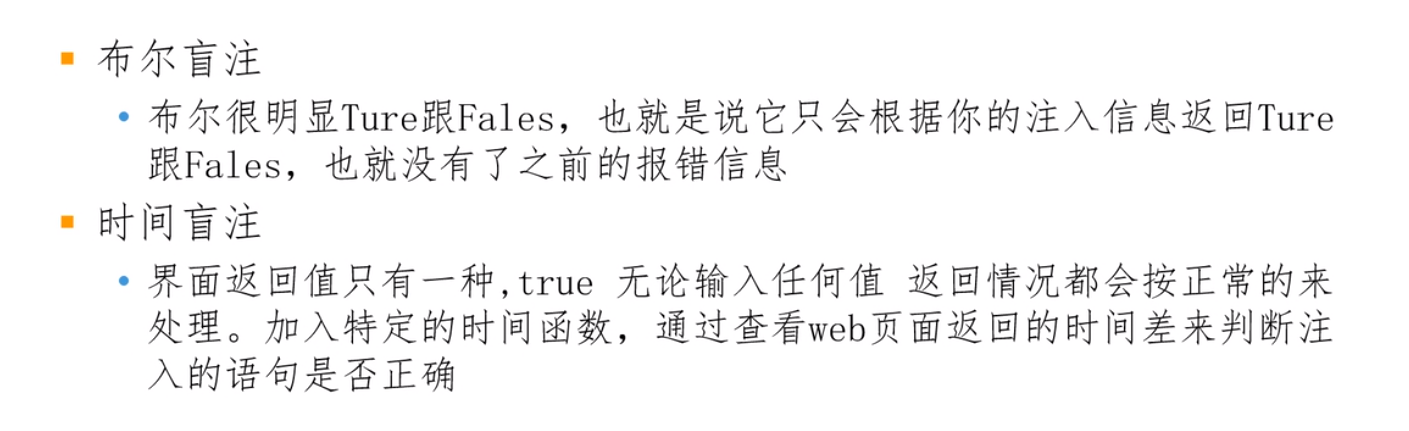 布尔盲注
布尔很明显Ture跟Fales，也就是说它只会根据你的注入信息返回Ture
跟Fales，也就没有了之前的报错信息
时间盲注
界面返回值只有一种,true 无论输入任何值 返回情况都会按正常的来
处理。加入特定的时间函数，通过查看web页面返回的时间差来判断注
入的语句是否正确